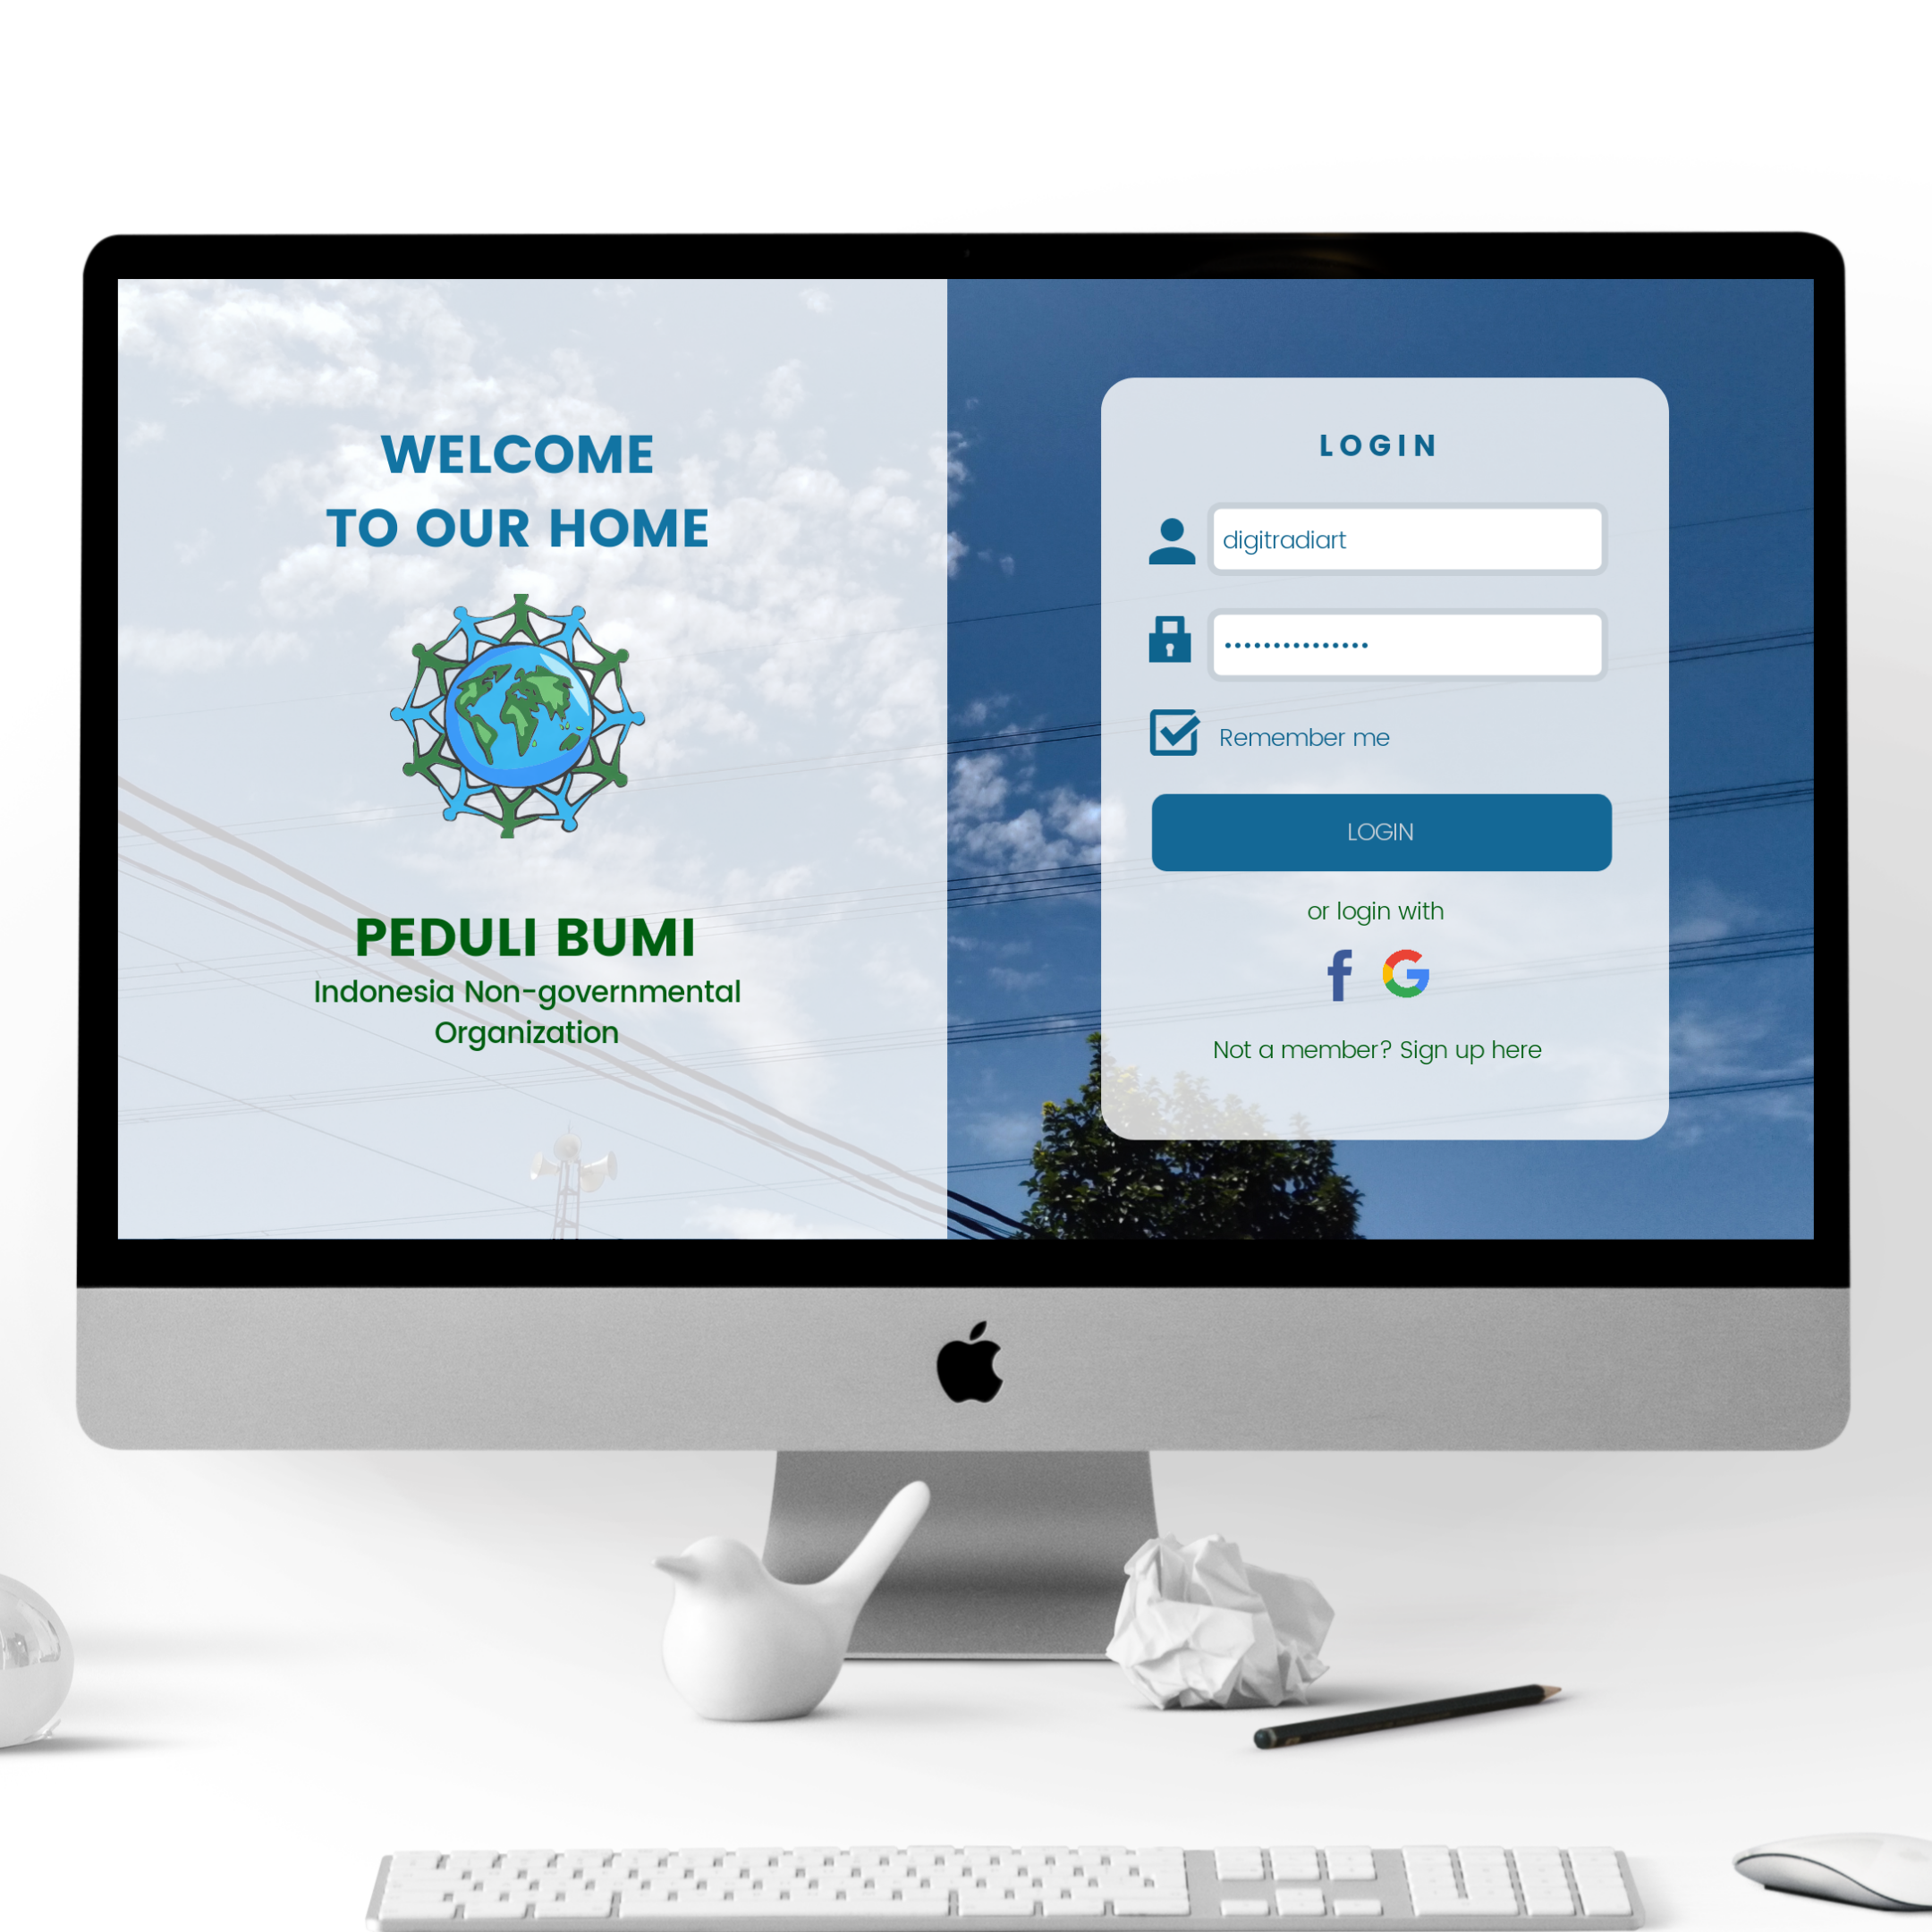 WELCOME
TO OUR HOME
PEDULI BUMI
Indonesia Non-governmental
Organization
LOGIN
digitradiart
•••••••••••••••
Remember me
LOGIN
or login with
Not a member? Sign up here